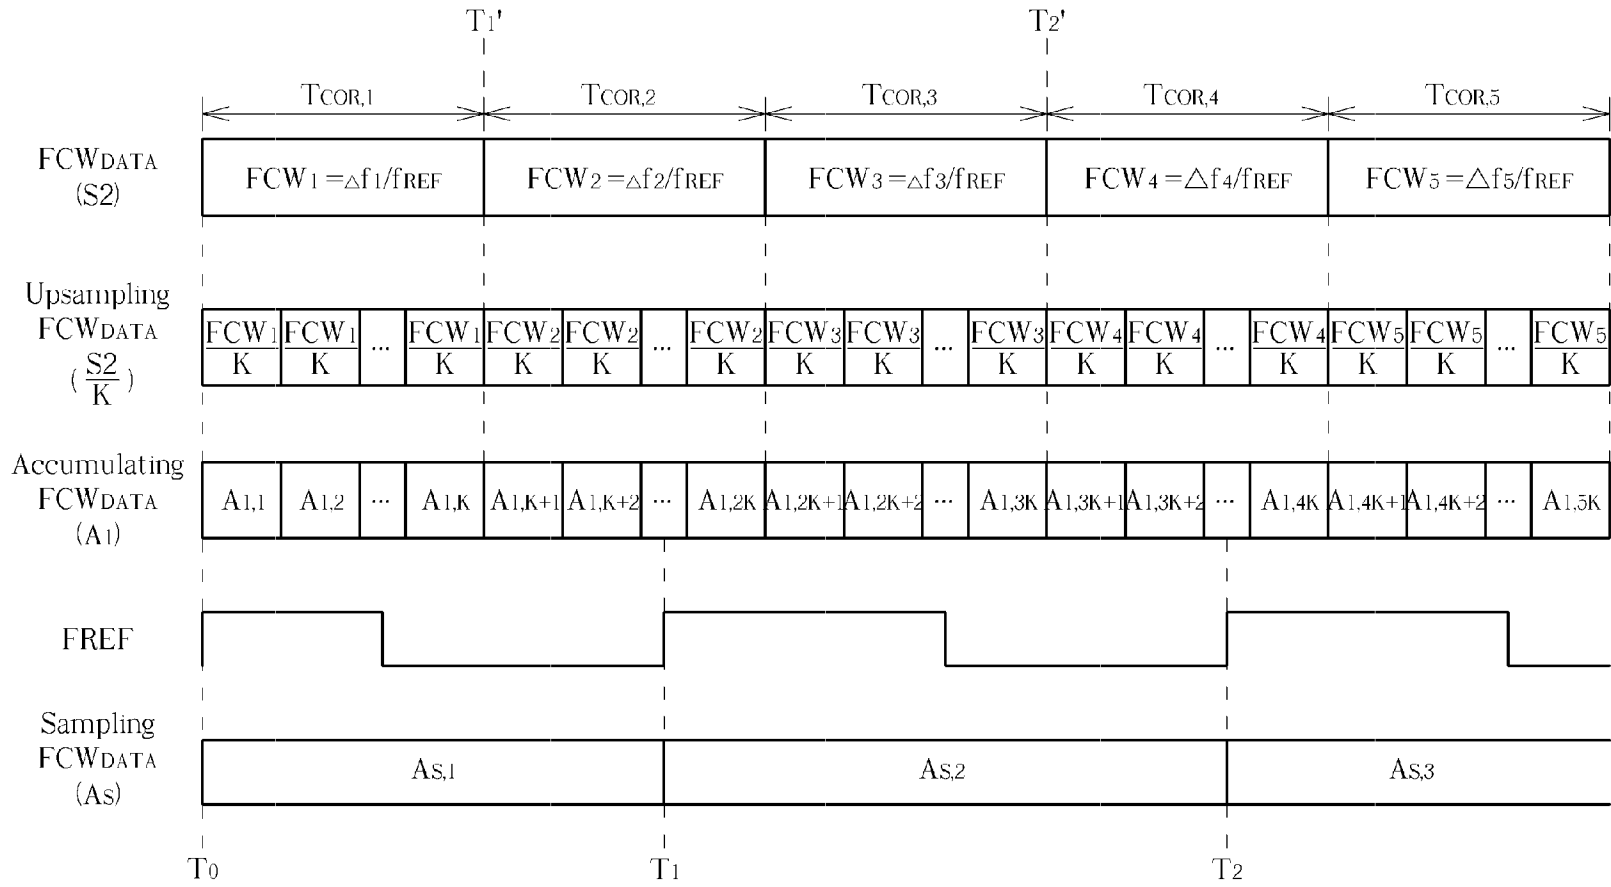 T1' T2'
TCOR,1 TCOR,2 TCOR,3 TCOR,4 TCOR,5
FCWDATA
(S2)
FCW1=△f1/fREF FCW2=△f2/fREF FCW3=△f3/fREF FCW4=△f4/fREF FCW5=△f5/fREF
Upsampling
FCWDATA
(S2/K)
FCW1/K FCW1/K ... FCW1/K FCW2/K FCW2/K ... FCW2/K FCW3/K FCW3/K ... FCW3/K FCW4/K FCW4/K ... FCW4/K FCW5/K FCW5/K ... FCW5/K
Accumulating
FCWDATA
(A1)
A1,1 A1,2 ... A1,K A1,K+1 A1,K+2 ... A1,2K A1,2K+1 A1,2K+2 ... A1,3K A1,3K+1 A1,3K+2 ... A1,4K A1,4K+1 A1,4K+2 ... A1,5K
FREF
Sampling
FCWDATA
(AS)
AS,1 AS,2 AS,3
T0 T1 T2